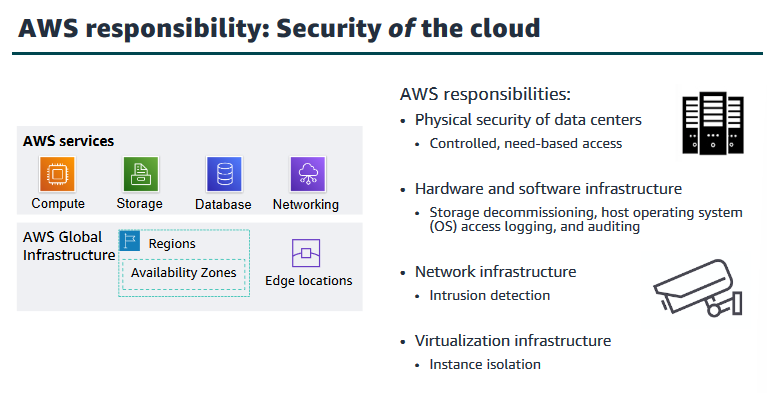 AWS responsibility: Security of the cloud
AWS services
Compute
Storage
Database
Networking
AWS Global
Infrastructure
Regions
Availability Zones
Edge locations
AWS responsibilities:
• Physical security of data centers
• Controlled, need-based access
• Hardware and software infrastructure
• Storage decommissioning, host operating system
(OS) access logging, and auditing
• Network infrastructure
• Intrusion detection
• Virtualization infrastructure
• Instance isolation